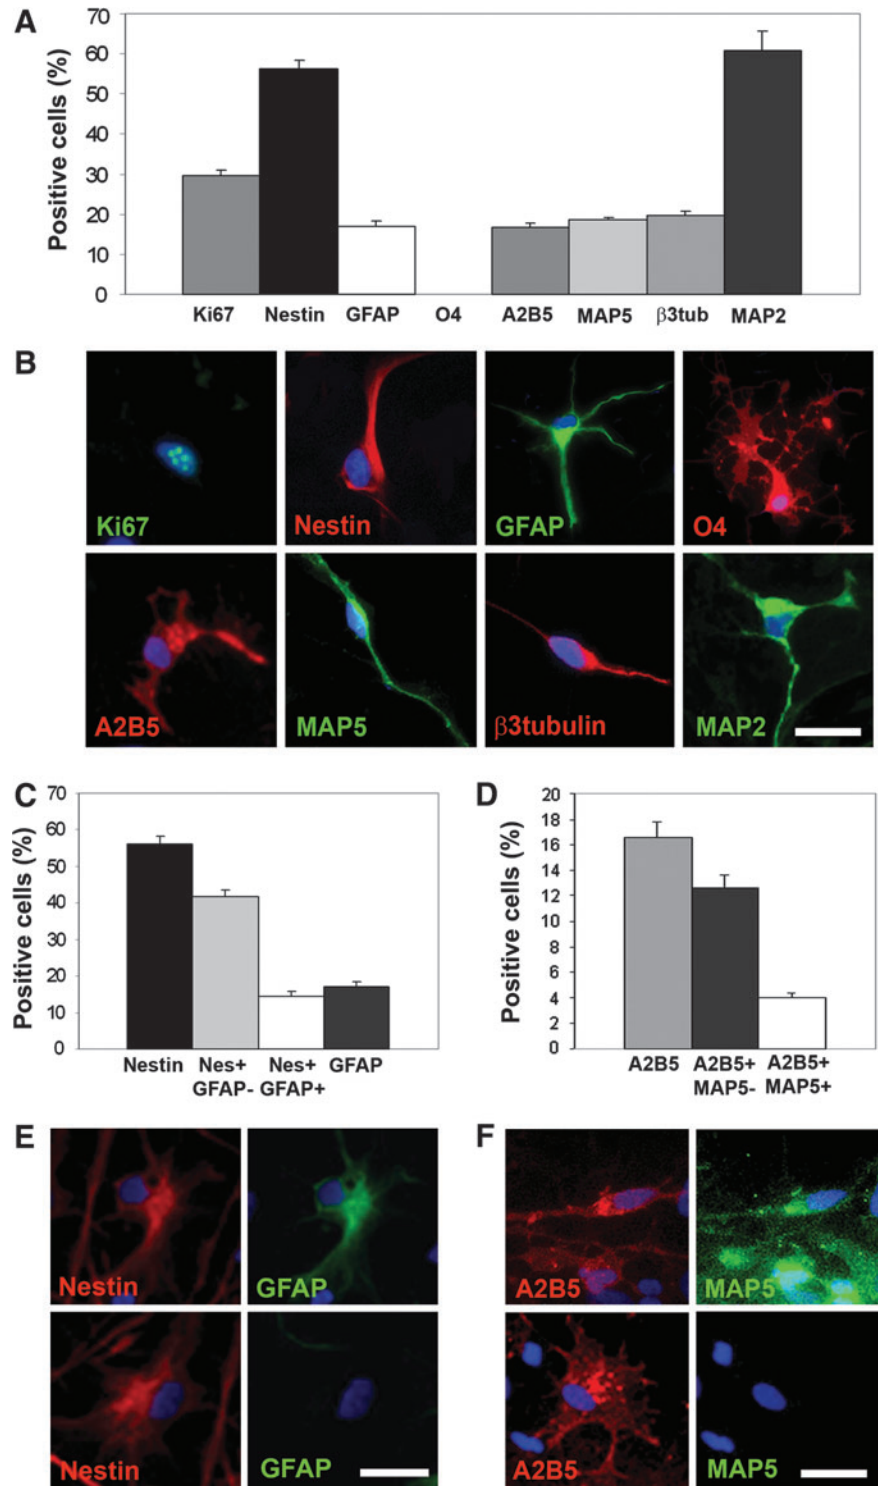 A
Positive cells (%)
70
60
50
40
30
20
10
0
Ki67 Nestin GFAP O4 A2B5 MAP5 β3tub MAP2
B
Ki67 Nestin GFAP O4
A2B5 MAP5 β3tubulin MAP2
C
Positive cells (%)
70
60
50
40
30
20
10
0
Nestin Nes+ Nes+ GFAP
GFAP- GFAP+
D
Positive cells (%)
20
18
16
14
12
10
8
6
4
2
0
A2B5 A2B5+ A2B5+
MAP5- MAP5+
E
Nestin GFAP
Nestin GFAP
F
A2B5 MAP5
A2B5 MAP5